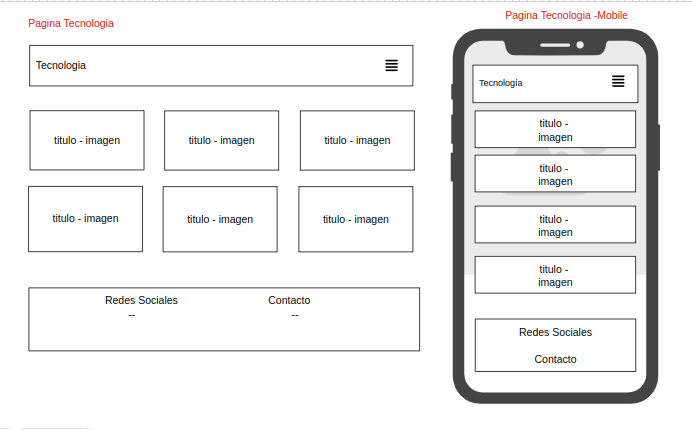 Pagina Tecnologia
Tecnologia
titulo - imagen
titulo - imagen
titulo - imagen
titulo - imagen
titulo - imagen
titulo - imagen
Redes Sociales
--
Contacto
--
Pagina Tecnologia -Mobile
Tecnología
titulo -
imagen
titulo -
imagen
titulo -
imagen
titulo -
imagen
Redes Sociales
Contacto